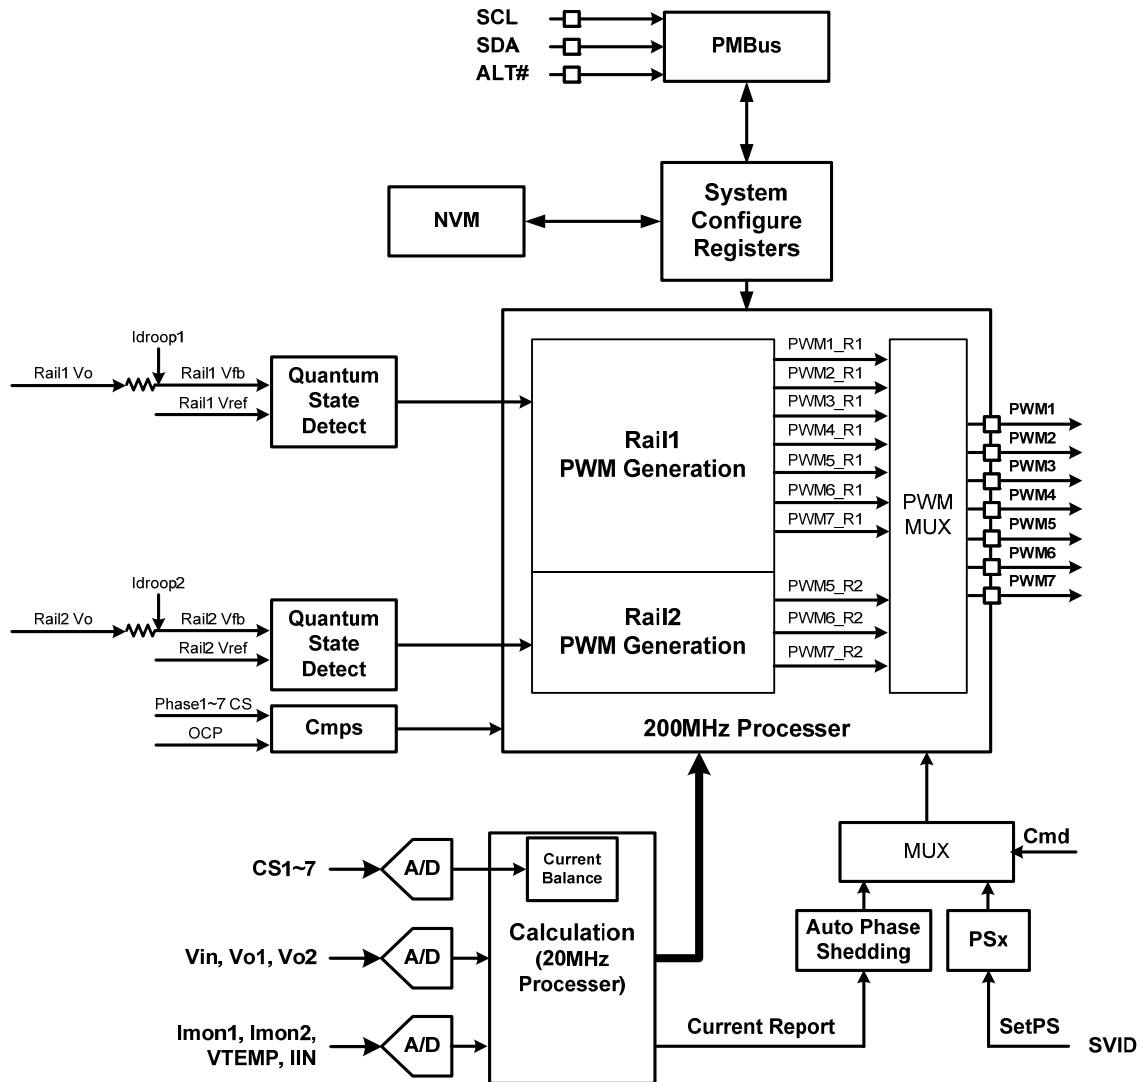 SCL
SDA
ALT#
PMBus
NVM
System
Configure
Registers
Idroop1
Rail1 Vo
Rail1 Vfb
Rail1 Vref
Quantum
State
Detect
Rail1
PWM Generation
PWM1_R1
PWM2_R1
PWM3_R1
PWM4_R1
PWM5_R1
PWM6_R1
PWM7_R1
PWM
MUX
PWM1
PWM2
PWM3
PWM4
PWM5
PWM6
PWM7
Idroop2
Rail2 Vo
Rail2 Vfb
Rail2 Vref
Quantum
State
Detect
Rail2
PWM Generation
PWM5_R2
PWM6_R2
PWM7_R2
Phase1~7 CS
OCP
Cmps
200MHz Processer
CS1~7
A/D
Current
Balance
MUX
Cmd
Vin, Vo1, Vo2
A/D
Calculation
(20MHz
Processer)
Auto Phase
Shedding
PSx
Imon1, Imon2,
VTEMP, IIN
A/D
Current Report
SetPS
SVID